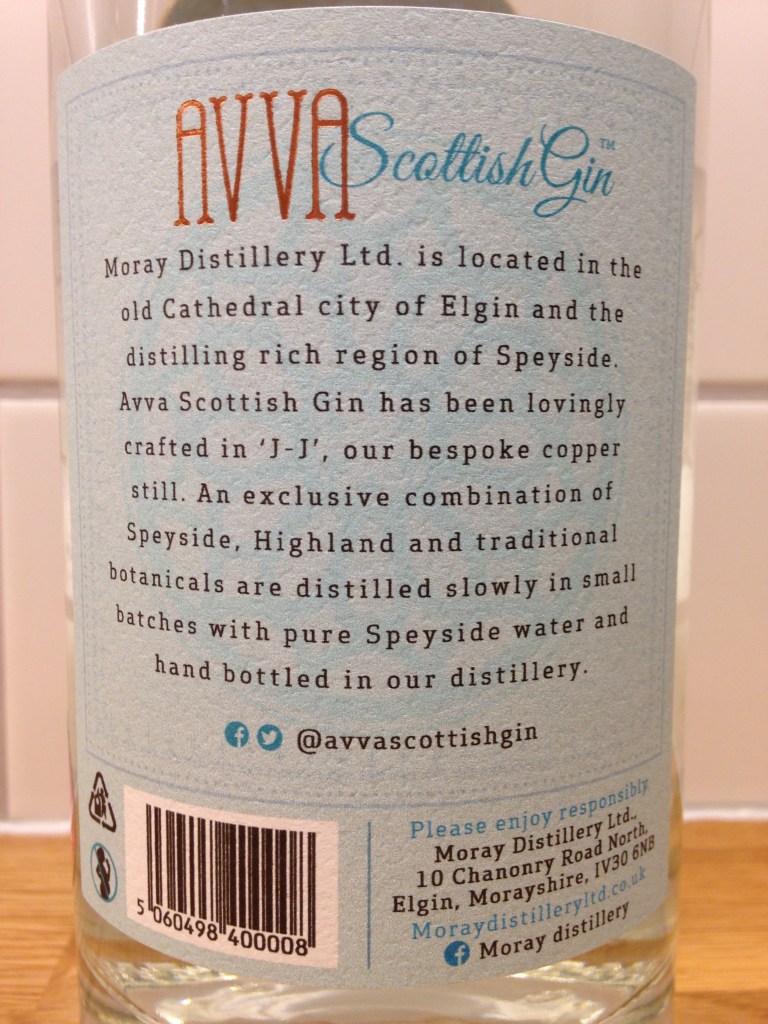 AVVA Scottish Gin™
Moray Distillery Ltd. is located in the
old Cathedral city of Elgin and the
distilling rich region of Speyside.
Avva Scottish Gin has been lovingly
crafted in ‘J-J’, our bespoke copper
still. An exclusive combination of
Speyside, Highland and traditional
botanicals are distilled slowly in small
batches with pure Speyside water and
hand bottled in our distillery.
@avvascottishgin
5 060498 400008
Please enjoy responsibly
Moray Distillery Ltd.,
10 Chanonry Road North,
Elgin, Morayshire, IV30 6NB
Moraydistilleryltd.co.uk
Moray distillery